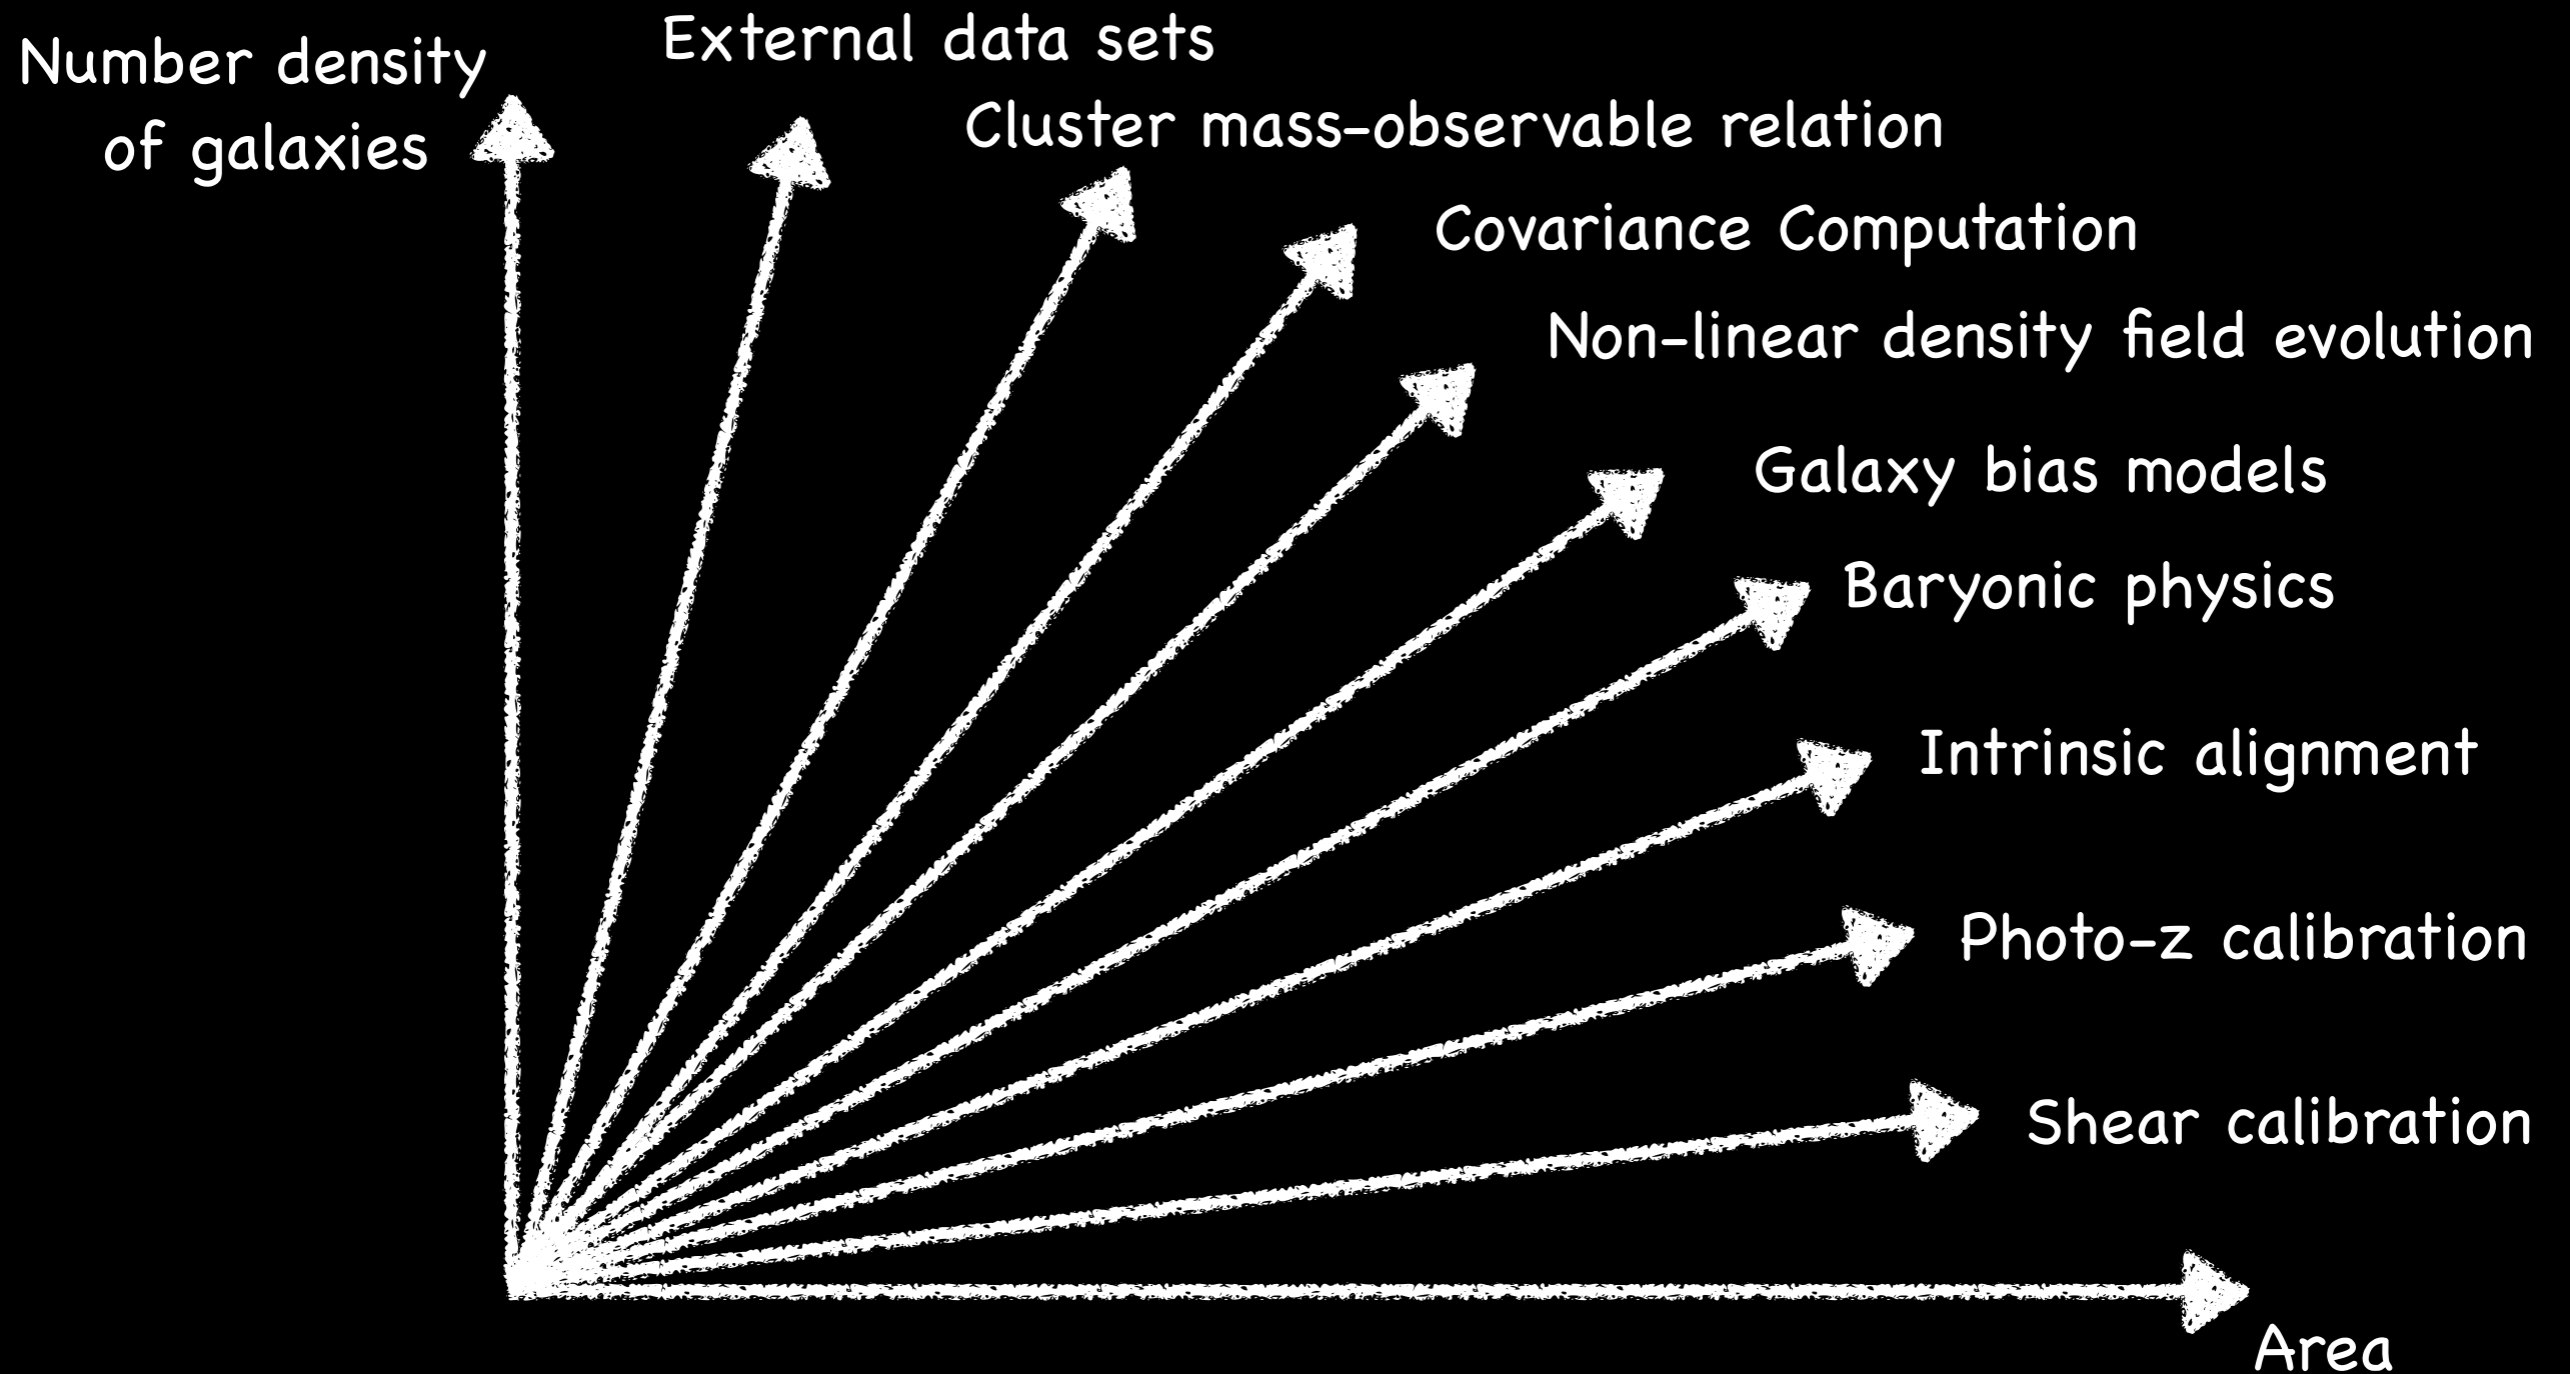 Number density
of galaxies
External data sets
Cluster mass-observable relation
Covariance Computation
Non-linear density field evolution
Galaxy bias models
Baryonic physics
Intrinsic alignment
Photo-z calibration
Shear calibration
Area